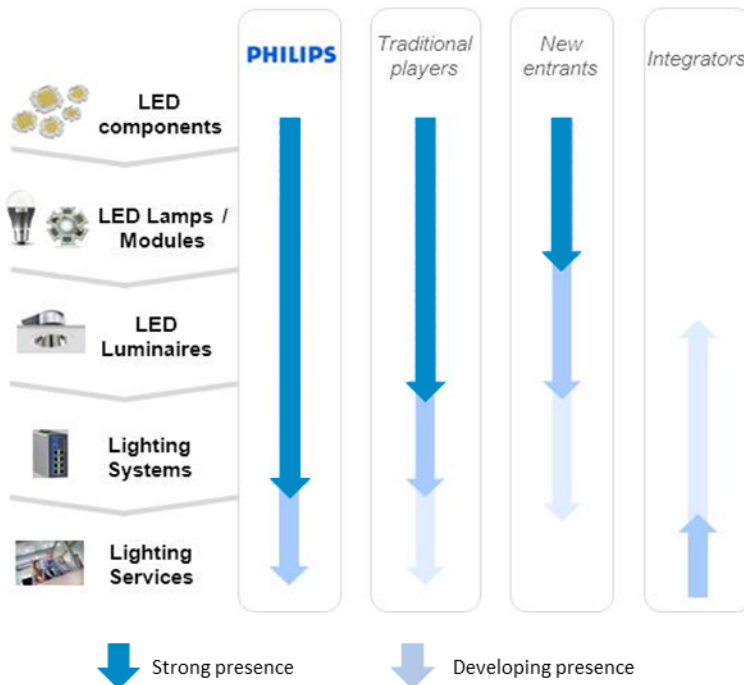 PHILIPS
Traditional
players
New
entrants
Integrators
LED
components
LED Lamps /
Modules
LED
Luminaires
Lighting
Systems
Lighting
Services
Strong presence
Developing presence